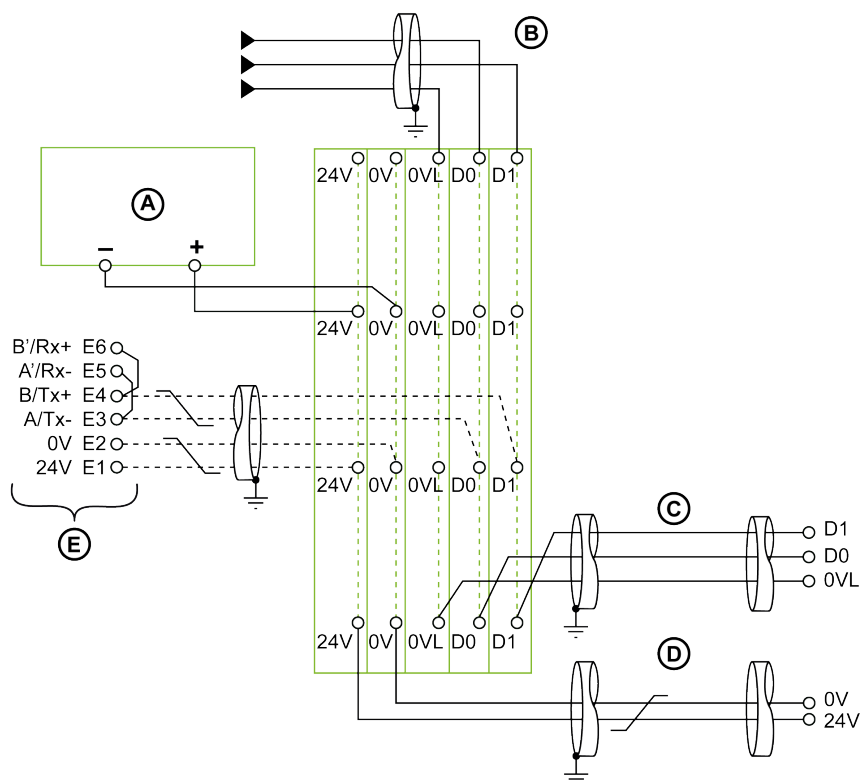 B
A
−
+
24V 0V 0VL D0 D1
24V 0V 0VL D0 D1
B'/Rx+ E6
A'/Rx- E5
B/Tx+ E4
A/Tx- E3
0V E2
24V E1
E
24V 0V 0VL D0 D1
C
D1
D0
0VL
24V 0V 0VL D0 D1
D
0V
24V